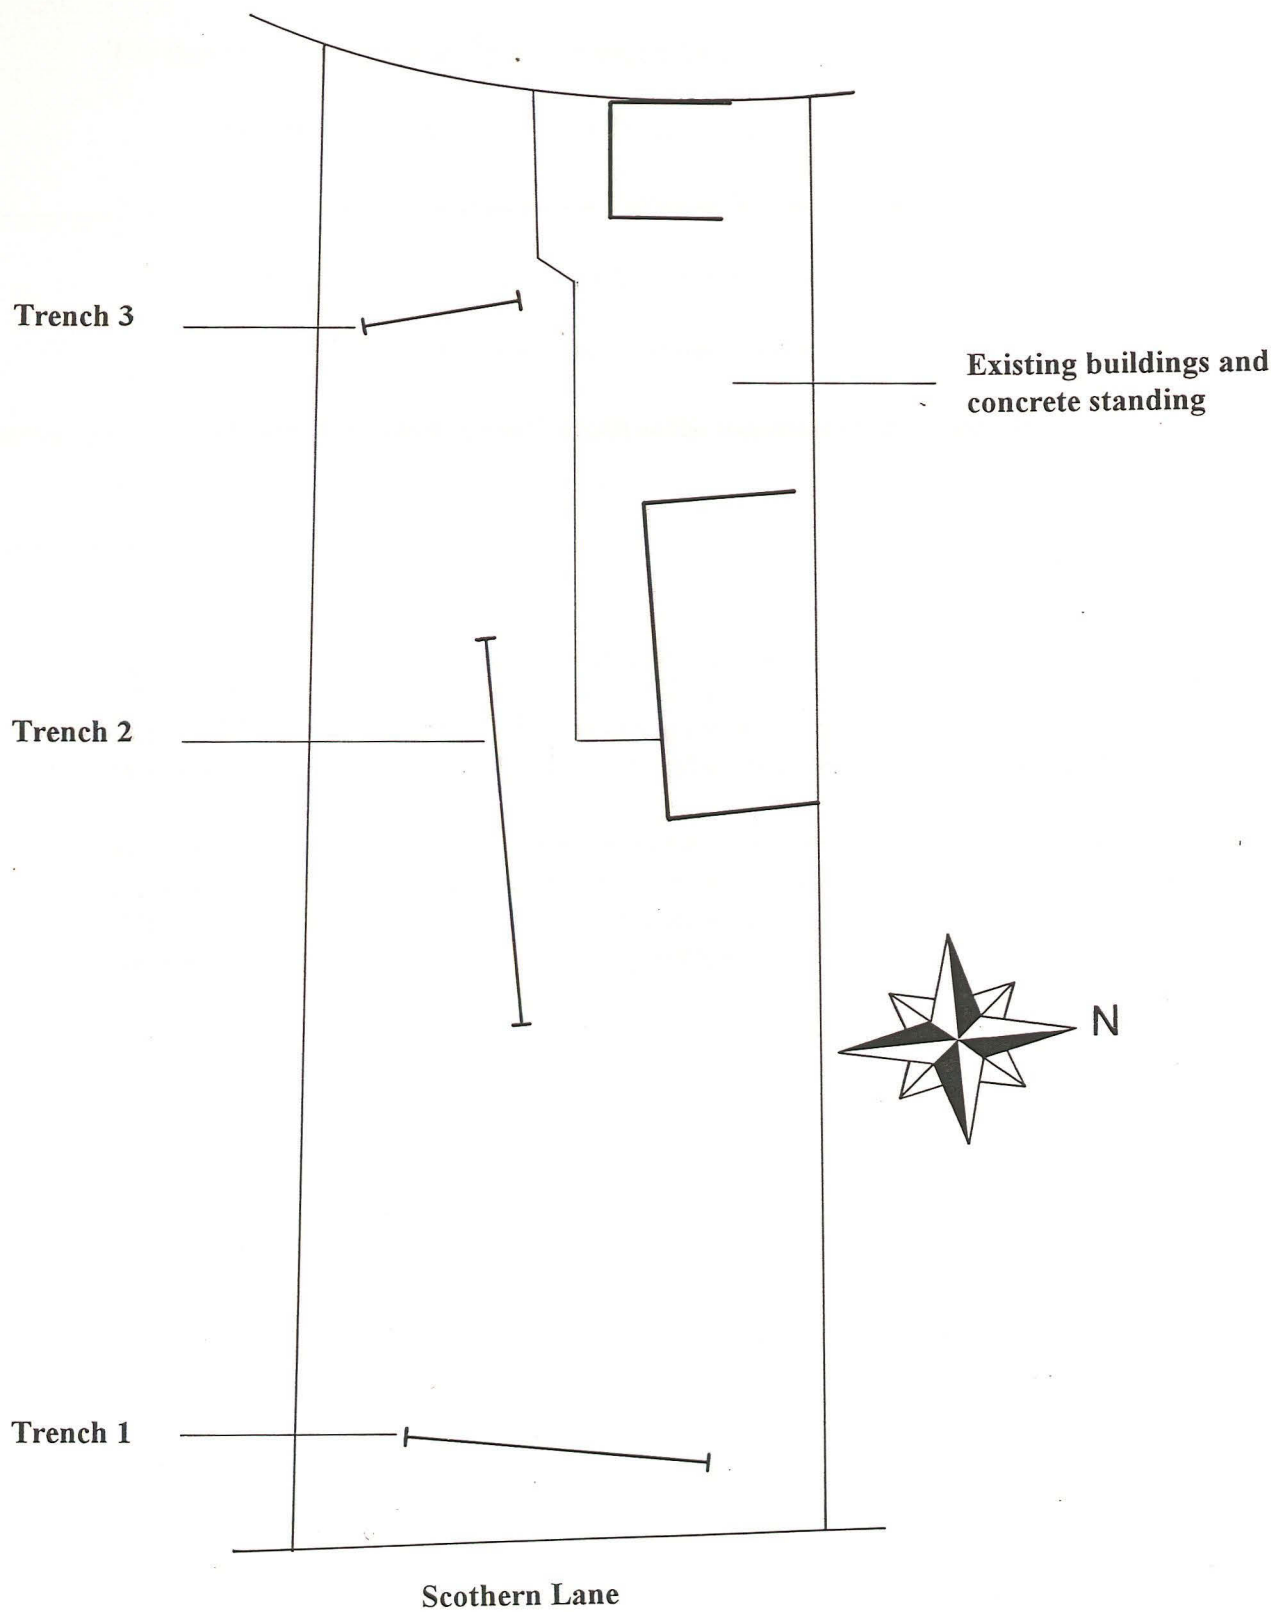 Trench 3
Existing buildings and
concrete standing
Trench 2
N
Trench 1
Scothern Lane